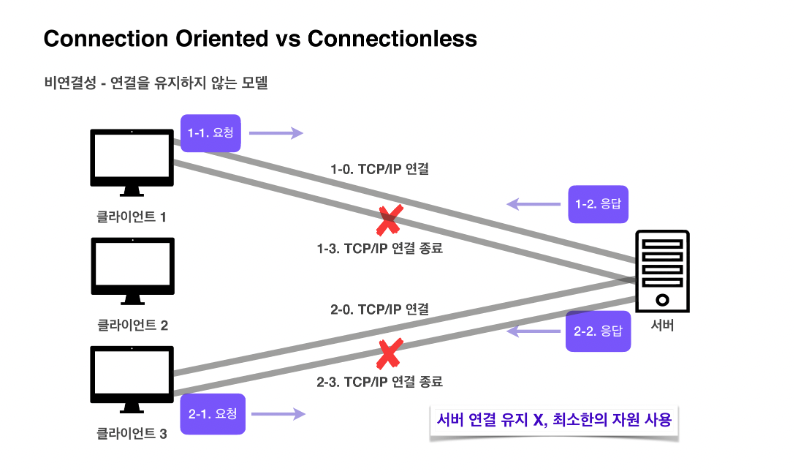 Connection Oriented vs Connectionless
비연결성 - 연결을 유지하지 않는 모델
1-1. 요청
1-0. TCP/IP 연결
1-2. 응답
클라이언트 1
1-3. TCP/IP 연결 종료
2-0. TCP/IP 연결
클라이언트 2
서버
2-2. 응답
2-3. TCP/IP 연결 종료
2-1. 요청
서버 연결 유지 X, 최소한의 자원 사용
클라이언트 3